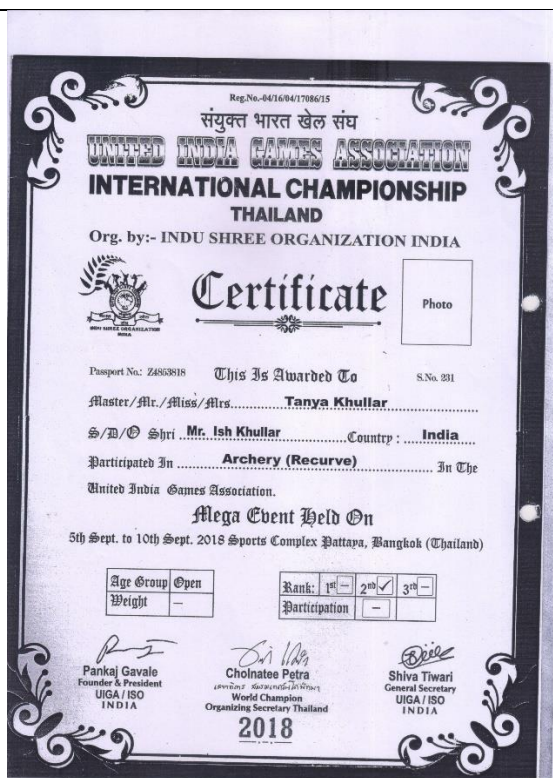 Reg.No.-04/16/04/17086/15
संयुक्त भारत खेल संघ
UNITED INDIA GAMES ASSOCIATION
INTERNATIONAL CHAMPIONSHIP
THAILAND
Org. by:- INDU SHREE ORGANIZATION INDIA
INDU SHREE ORGANIZATION
INDIA
Certificate
Photo
Passport No.: Z4853818 This Is Awarded To S.No. 231
Master/Mr./Miss/Mrs. Tanya Khullar
S/D/O Shri Mr. Ish Khullar Country : India
Participated In Archery (Recurve) In The
United India Games Association.
Mega Event Held On
5th Sept. to 10th Sept. 2018 Sports Complex Pattaya, Bangkok (Thailand)
Age Group Open
Weight –
Rank: 1st – 2nd ✓ 3rd –
Participation –
Pankaj Gavale
Founder & President
UIGA / ISO
INDIA
Cholnatee Petra
World Champion
Organizing Secretary Thailand
2018
Shiva Tiwari
General Secretary
UIGA / ISO
INDIA